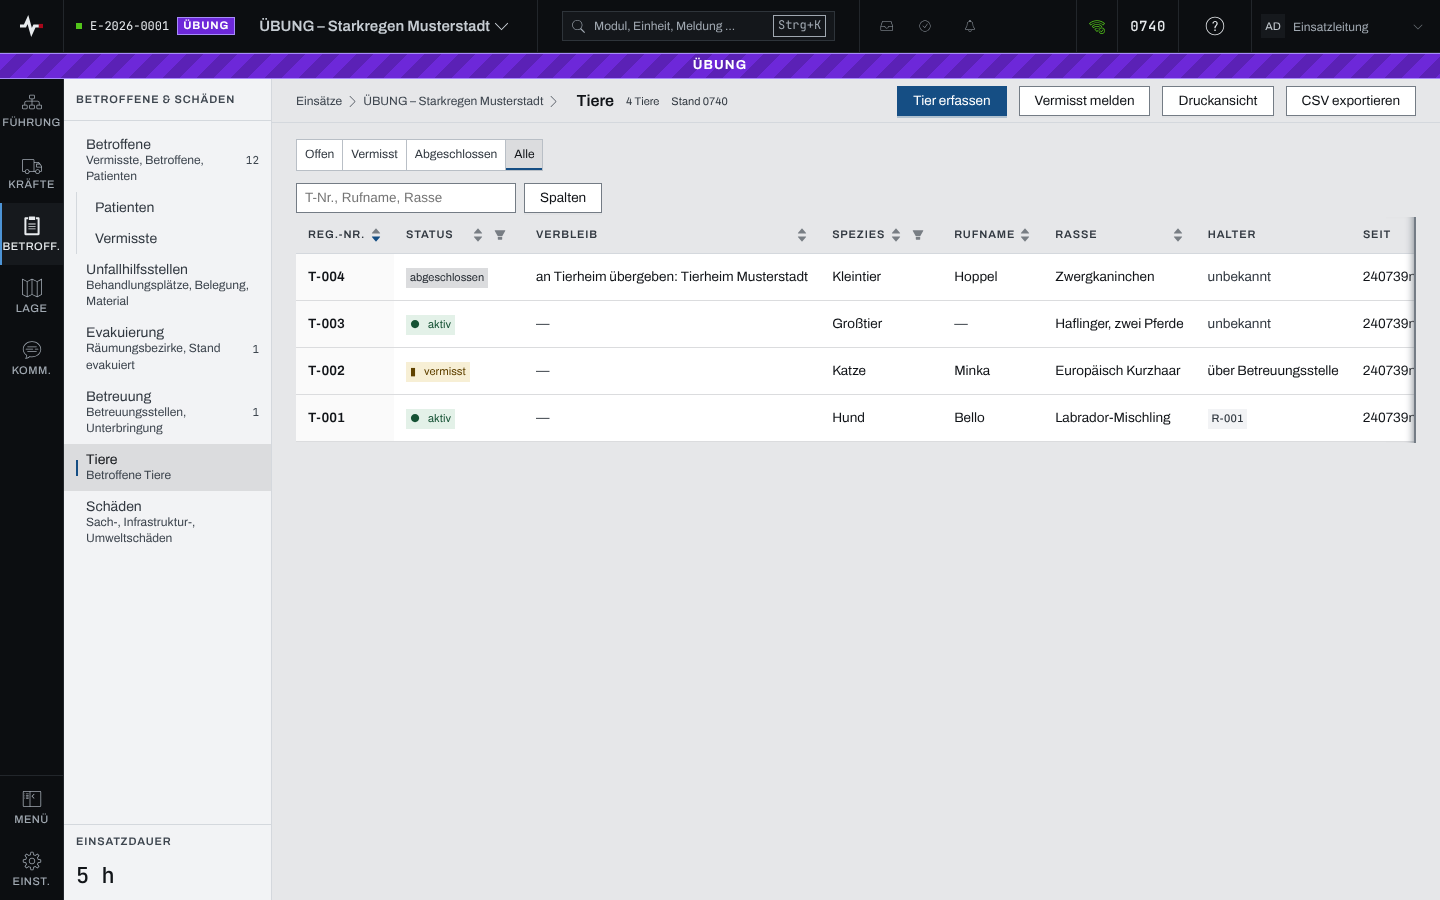 E-2026-0001 ÜBUNG ÜBUNG – Starkregen Musterstadt Modul, Einheit, Meldung ... Strg+K 0740 ? AD Einsatzleitung
ÜBUNG
FÜHRUNG
KRÄFTE
BETROFF.
LAGE
KOMM.
MENÜ
EINST.
BETROFFENE & SCHÄDEN
Betroffene
Vermisste, Betroffene, Patienten
12
Patienten
Vermisste
Unfallhilfsstellen
Behandlungsplätze, Belegung,
Material
Evakuierung
Räumungsbezirke, Stand
evakuiert
1
Betreuung
Betreuungsstellen,
Unterbringung
1
Tiere
Betroffene Tiere
Schäden
Sach-, Infrastruktur-,
Umweltschäden
EINSATZDAUER
5 h
Einsätze ÜBUNG – Starkregen Musterstadt Tiere 4 Tiere Stand 0740
Tier erfassen Vermisst melden Druckansicht CSV exportieren
Offen Vermisst Abgeschlossen Alle
T-Nr., Rufname, Rasse Spalten
REG.-NR. STATUS VERBLEIB SPEZIES RUFNAME RASSE HALTER SEIT
T-004 abgeschlossen an Tierheim übergeben: Tierheim Musterstadt Kleintier Hoppel Zwergkaninchen unbekannt 240739
T-003 aktiv — Großtier — Haflinger, zwei Pferde unbekannt 240739
T-002 vermisst — Katze Minka Europäisch Kurzhaar über Betreuungsstelle 240739
T-001 aktiv — Hund Bello Labrador-Mischling R-001 240739